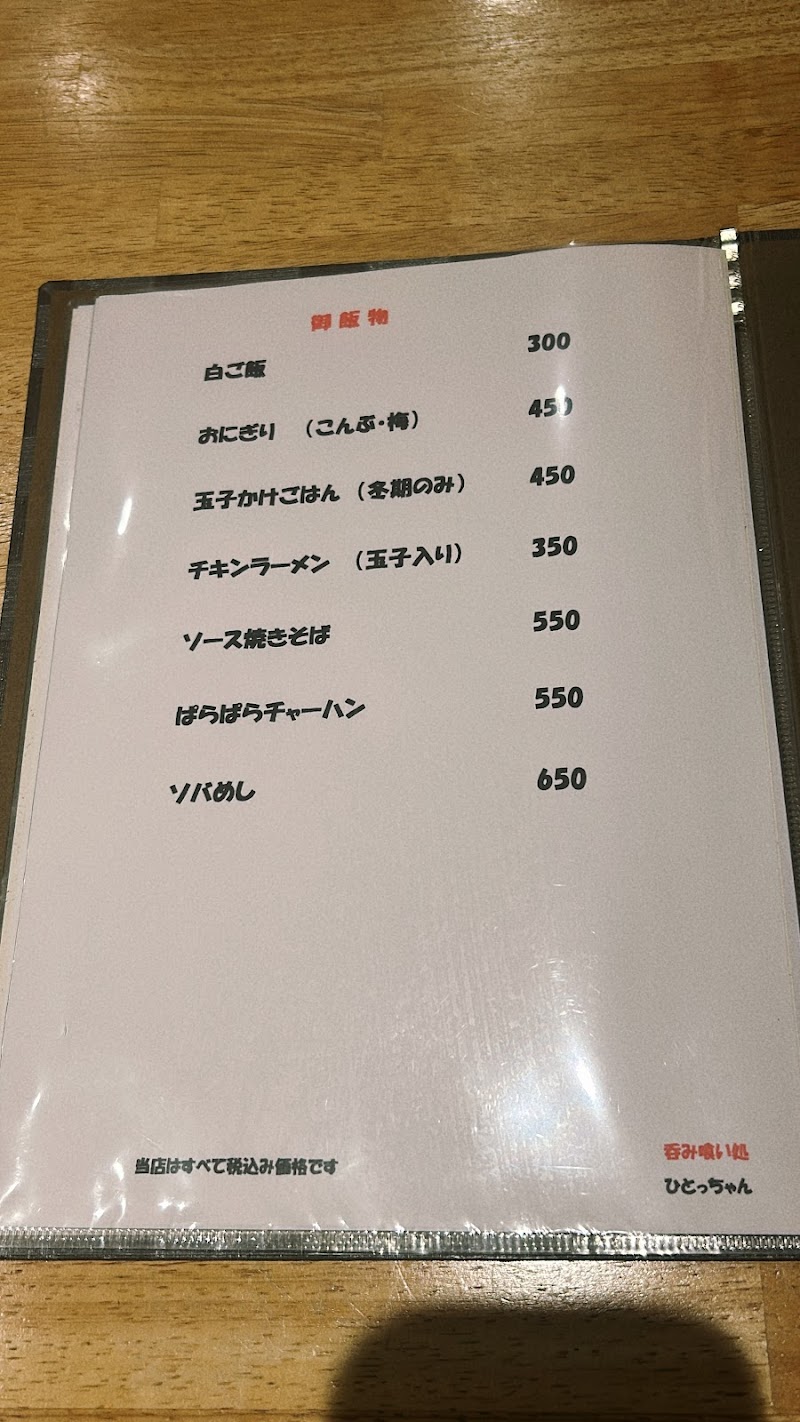 御飯物
白ご飯 300
おにぎり （こんぶ・梅） 450
玉子かけごはん （冬期のみ） 450
チキンラーメン （玉子入り） 350
ソース焼きそば 550
ぱらぱらチャーハン 550
ソバめし 650
当店はすべて税込み価格です
呑み喰い処
ひとっちゃん